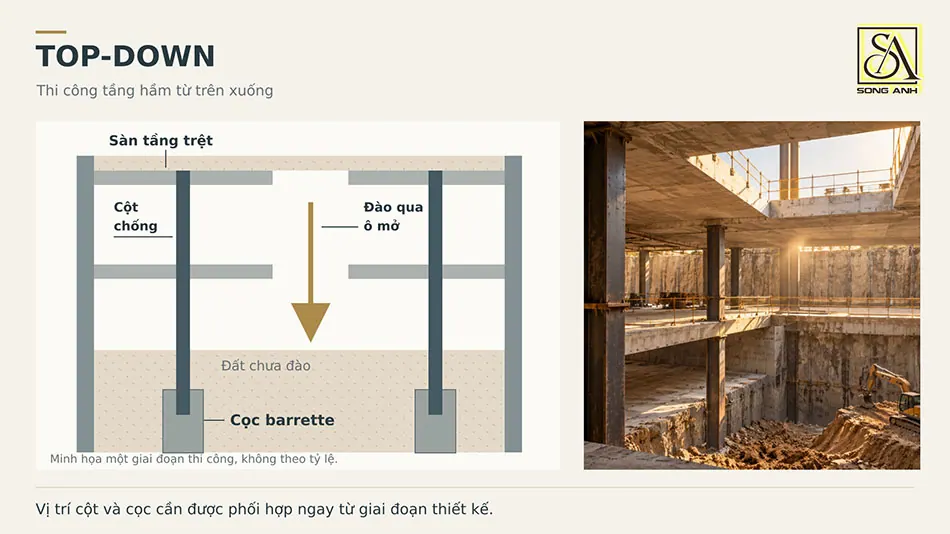 TOP-DOWN
Thi công tầng hầm từ trên xuống
SA
SONG ANH
Sàn tầng trệt
Cột
chống
Đào qua
ô mở
Đất chưa đào
Cọc barrette
Minh họa một giai đoạn thi công, không theo tỷ lệ.
Vị trí cột và cọc cần được phối hợp ngay từ giai đoạn thiết kế.